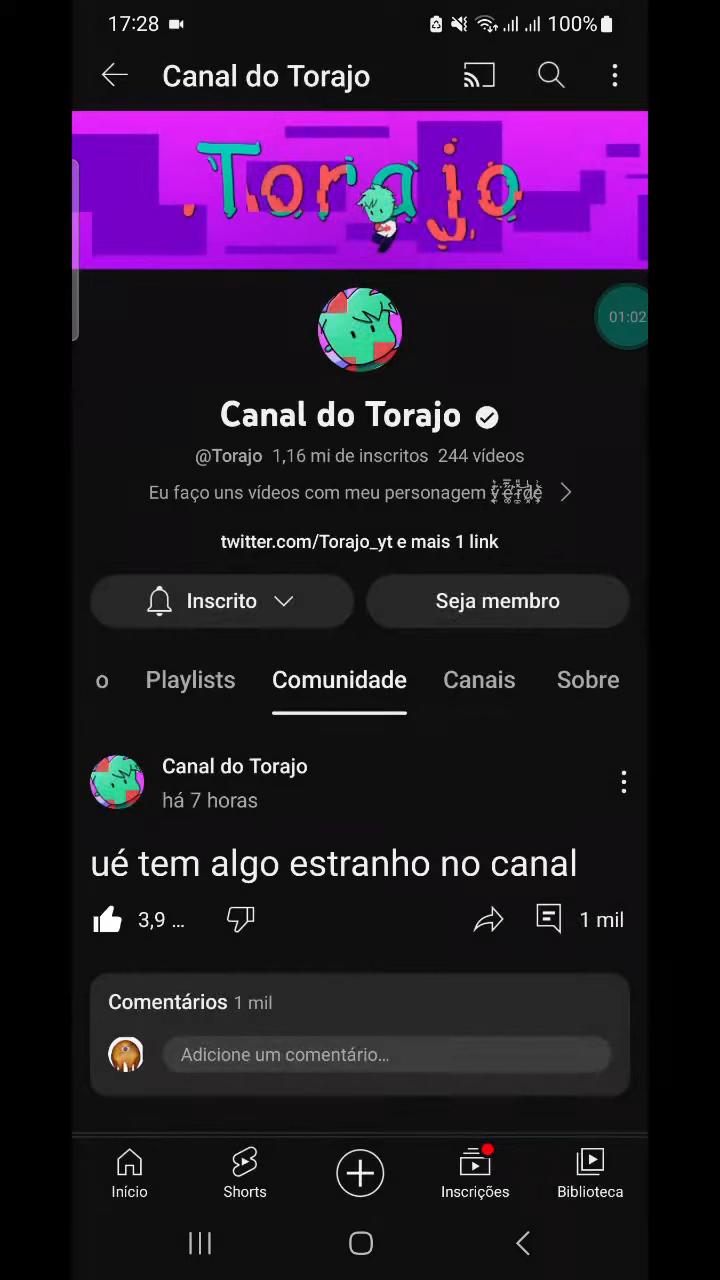 17:28
100%
Canal do Torajo
Torajo
01:02
Canal do Torajo
@Torajo 1,16 mi de inscritos 244 vídeos
Eu faço uns vídeos com meu personagem verde
twitter.com/Torajo_yt e mais 1 link
Inscrito
Seja membro
o Playlists Comunidade Canais Sobre
Canal do Torajo
há 7 horas
ué tem algo estranho no canal
3,9 ...
1 mil
Comentários 1 mil
Adicione um comentário...
Início Shorts Inscrições Biblioteca